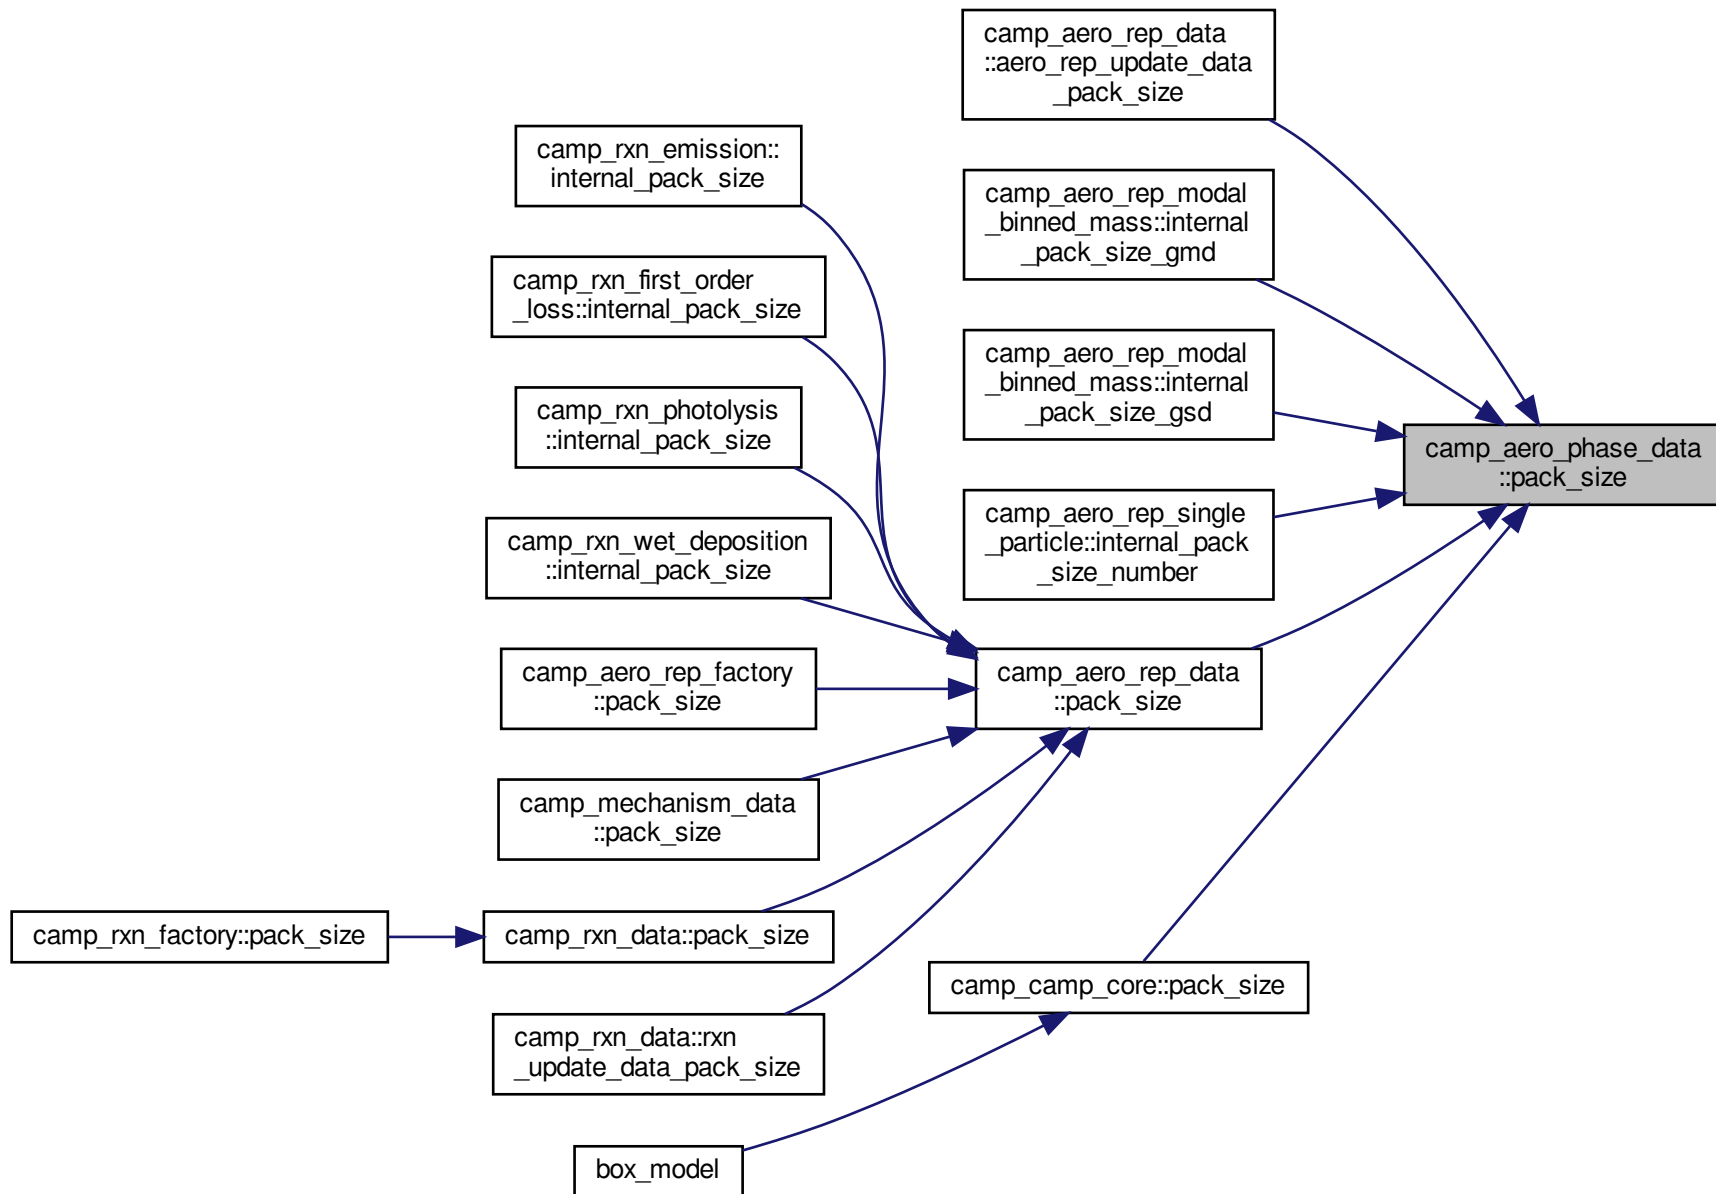 camp_aero_rep_data
::aero_rep_update_data
_pack_size
camp_rxn_emission::
internal_pack_size
camp_aero_rep_modal
_binned_mass::internal
_pack_size_gmd
camp_rxn_first_order
_loss::internal_pack_size
camp_aero_rep_modal
_binned_mass::internal
_pack_size_gsd
camp_rxn_photolysis
::internal_pack_size
camp_aero_phase_data
::pack_size
camp_aero_rep_single
_particle::internal_pack
_size_number
camp_rxn_wet_deposition
::internal_pack_size
camp_aero_rep_factory
::pack_size
camp_aero_rep_data
::pack_size
camp_mechanism_data
::pack_size
camp_rxn_factory::pack_size
camp_rxn_data::pack_size
camp_camp_core::pack_size
camp_rxn_data::rxn
_update_data_pack_size
box_model